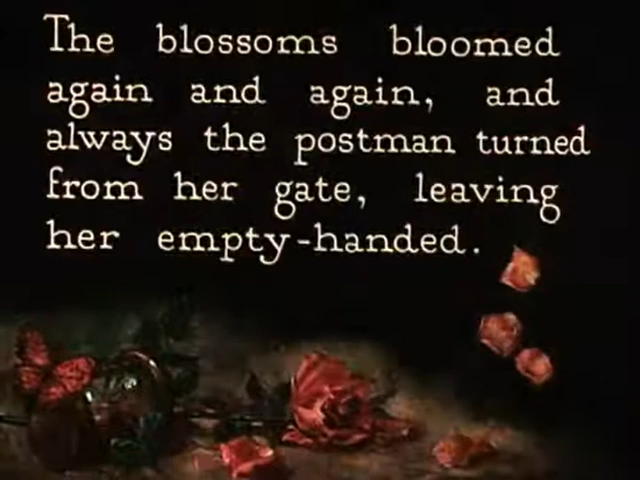 The blossoms bloomed
again and again, and
always the postman turned
from her gate, leaving
her empty-handed.